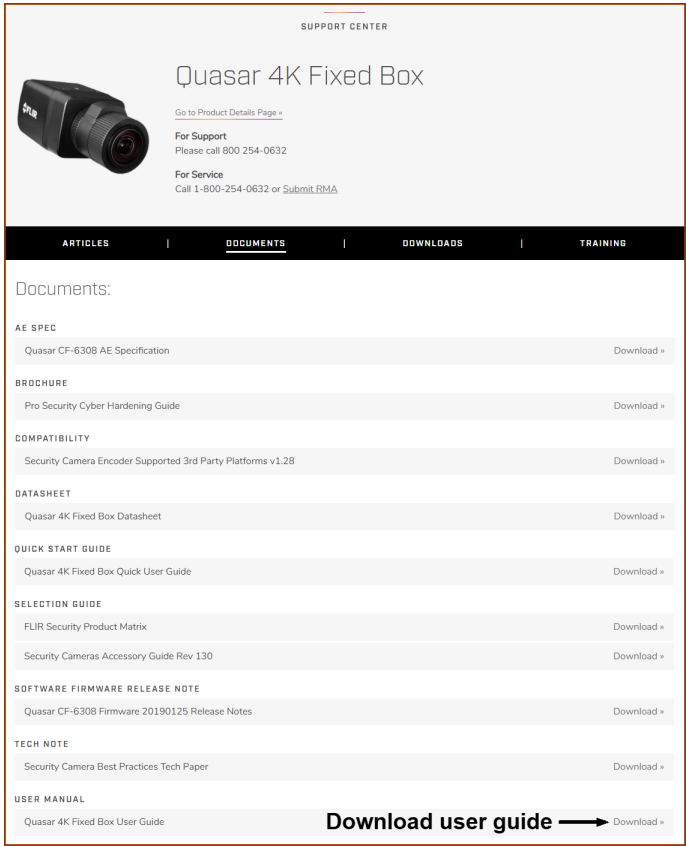 SUPPORT CENTER
Quasar 4K Fixed Box
Go to Product Details Page »
For Support
Please call 800 254-0632
For Service
Call 1-800-254-0632 or Submit RMA
FLIR
ARTICLES | DOCUMENTS | DOWNLOADS | TRAINING
Documents:
AE SPEC
Quasar CF-6308 AE Specification Download »
BROCHURE
Pro Security Cyber Hardening Guide Download »
COMPATIBILITY
Security Camera Encoder Supported 3rd Party Platforms v1.28 Download »
DATASHEET
Quasar 4K Fixed Box Datasheet Download »
QUICK START GUIDE
Quasar 4K Fixed Box Quick User Guide Download »
SELECTION GUIDE
FLIR Security Product Matrix Download »
Security Cameras Accessory Guide Rev 130 Download »
SOFTWARE FIRMWARE RELEASE NOTE
Quasar CF-6308 Firmware 20190125 Release Notes Download »
TECH NOTE
Security Camera Best Practices Tech Paper Download »
USER MANUAL
Quasar 4K Fixed Box User Guide Download user guide Download »